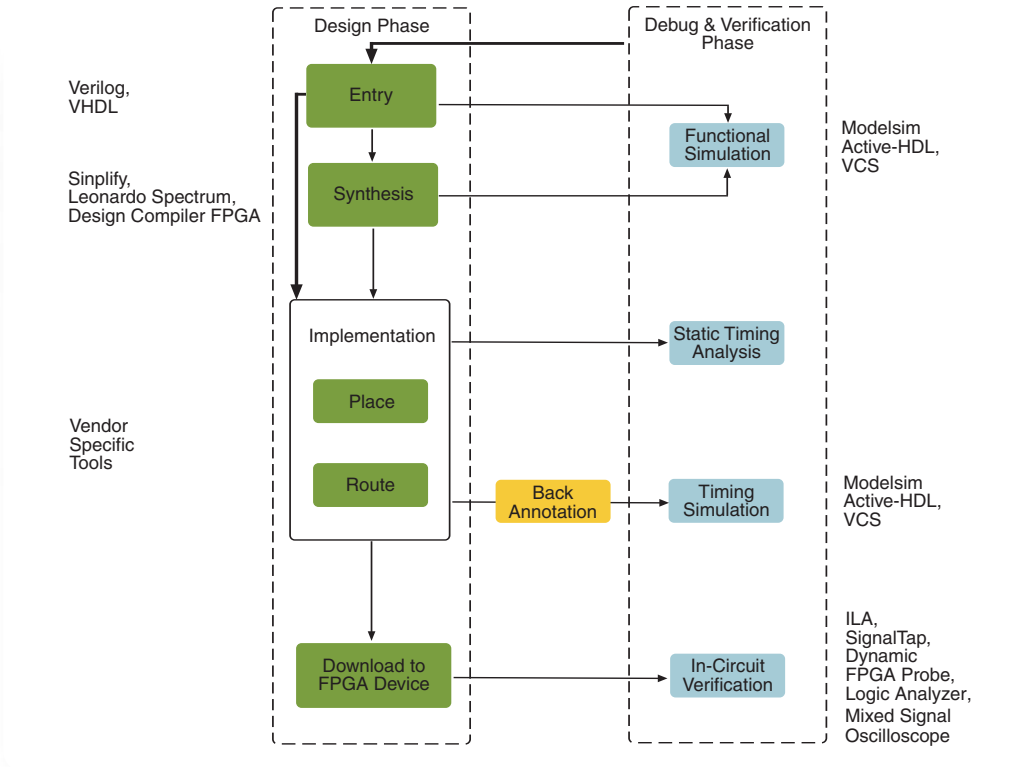 Design Phase
Debug & Verification
Phase
Verilog,
VHDL
Entry
Functional
Simulation
Modelsim
Active-HDL,
VCS
Sinplify,
Leonardo Spectrum,
Design Compiler FPGA
Synthesis
Implementation
Static Timing
Analysis
Place
Vendor
Specific
Tools
Route
Back
Annotation
Timing
Simulation
Modelsim
Active-HDL,
VCS
Download to
FPGA Device
In-Circuit
Verification
ILA,
SignalTap,
Dynamic
FPGA Probe,
Logic Analyzer,
Mixed Signal
Oscilloscope